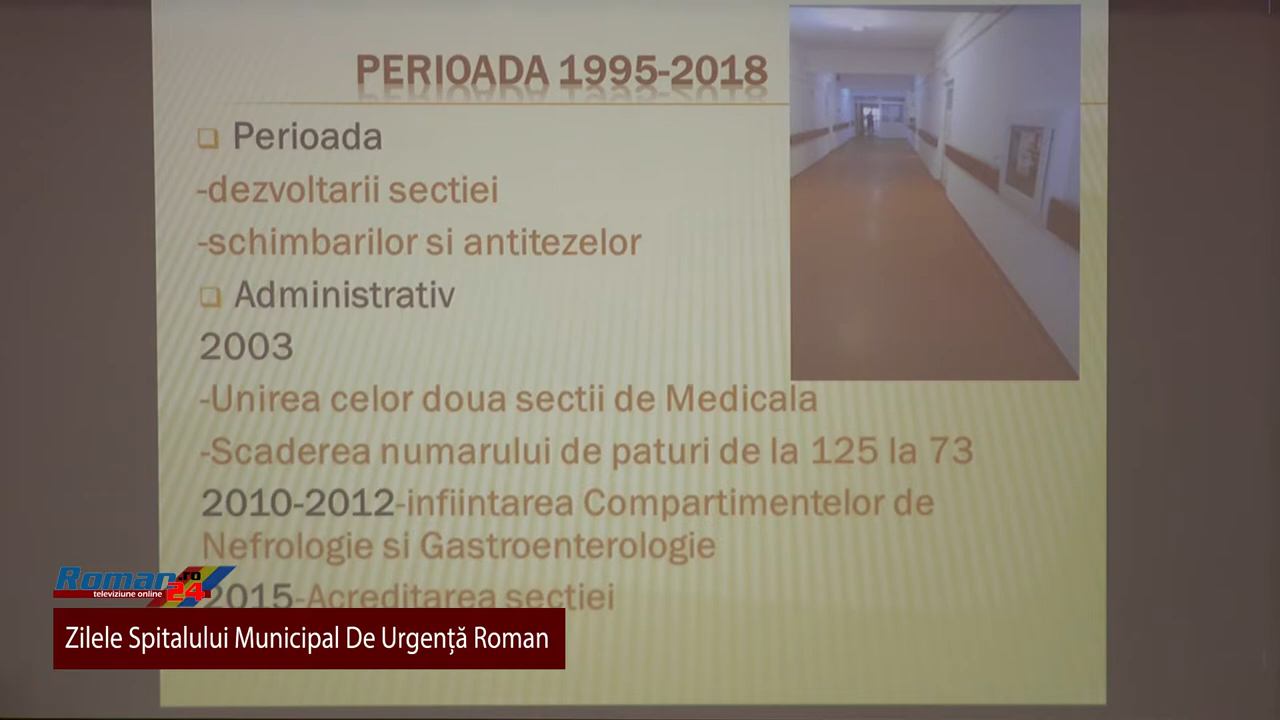 PERIOADA 1995-2018
Perioada
-dezvoltarii sectiei
-schimbarilor si antitezelor
Administrativ
2003
-Unirea celor doua sectii de Medicala
-Scaderea numarului de paturi de la 125 la 73
2010-2012-infiintarea Compartimentelor de
Nefrologie si Gastroenterologie
2015-Acreditarea sectiei
Roman .ro
televiziune online 24
Zilele Spitalului Municipal De Urgență Roman